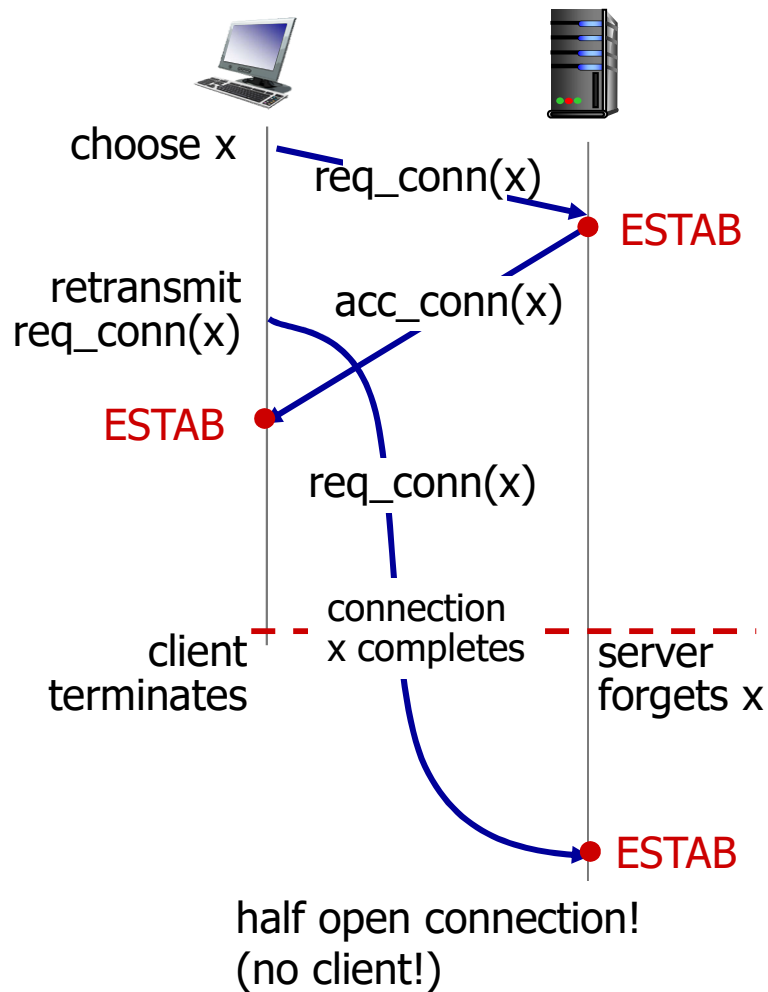 choose x
req_conn(x)
ESTAB
retransmit
req_conn(x)
acc_conn(x)
ESTAB
req_conn(x)
connection
x completes
client
terminates
server
forgets x
ESTAB
half open connection!
(no client!)